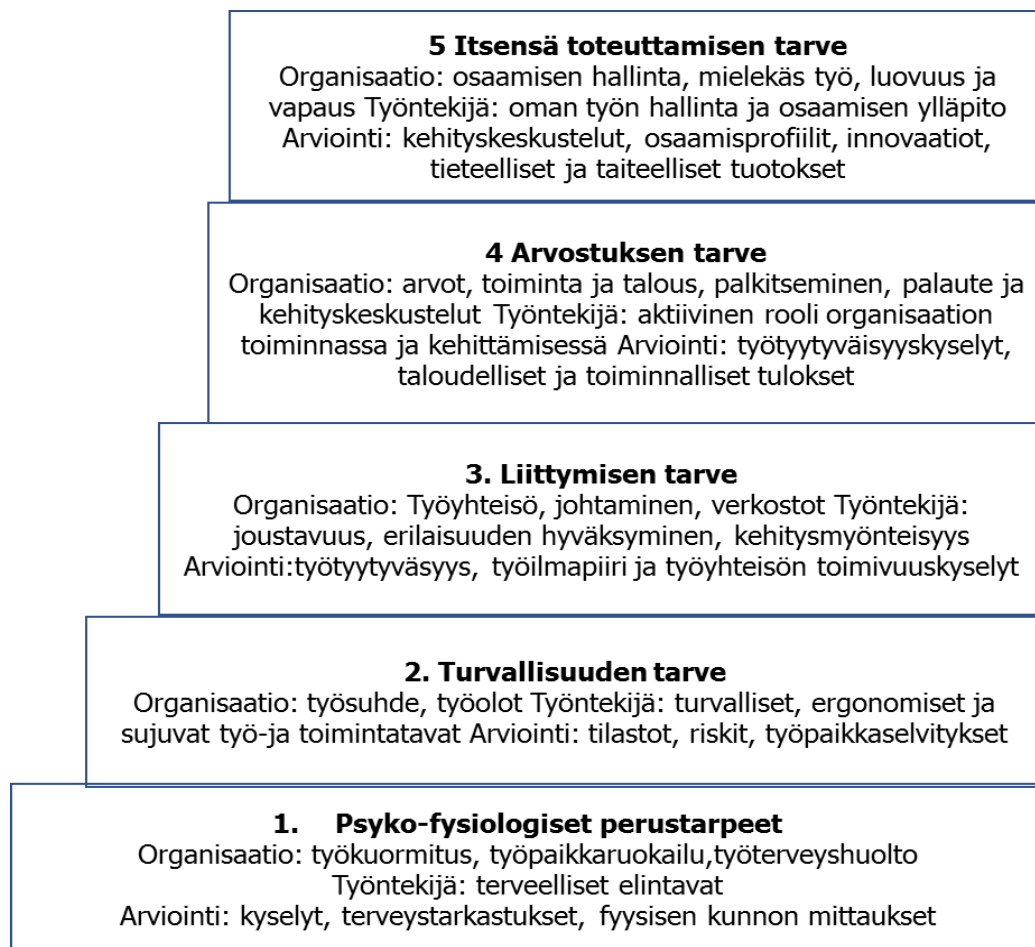 5 Itsensä toteuttamisen tarve
Organisaatio: osaamisen hallinta, mielekäs työ, luovuus ja
vapaus Työntekijä: oman työn hallinta ja osaamisen ylläpito
Arviointi: kehityskeskustelut, osaamisprofiilit, innovaatiot,
tieteelliset ja taiteelliset tuotokset
4 Arvostuksen tarve
Organisaatio: arvot, toiminta ja talous, palkitseminen, palaute ja
kehityskeskustelut Työntekijä: aktiivinen rooli organisaation
toiminnassa ja kehittämisessä Arviointi: työtyytyväisyyskyselyt,
taloudelliset ja toiminnalliset tulokset
3. Liittymisen tarve
Organisaatio: Työyhteisö, johtaminen, verkostot Työntekijä:
joustavuus, erilaisuuden hyväksyminen, kehitysmyönteisyys
Arviointi:työtyytyväsyys, työilmapiiri ja työyhteisön toimivuuskyselyt
2. Turvallisuuden tarve
Organisaatio: työsuhde, työolot Työntekijä: turvalliset, ergonomiset ja
sujuvat työ-ja toimintatavat Arviointi: tilastot, riskit, työpaikkaselvitykset
1. Psyko-fysiologiset perustarpeet
Organisaatio: työkuormitus, työpaikkaruokailu,työterveyshuolto
Työntekijä: terveelliset elintavat
Arviointi: kyselyt, terveystarkastukset, fyysisen kunnon mittaukset